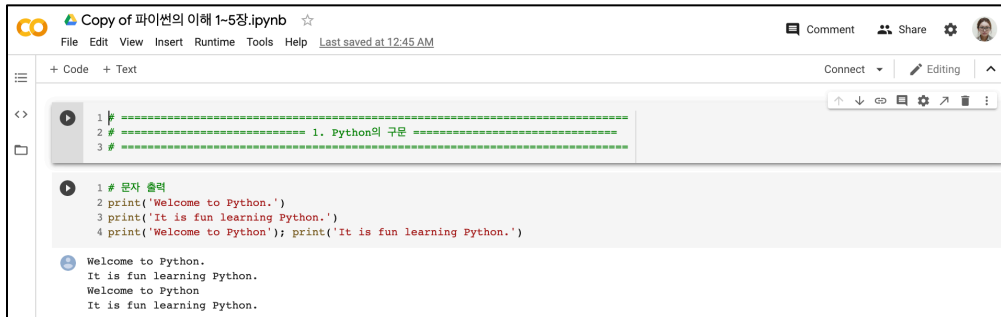 CO Copy of 파이썬의 이해 1~5장.ipynb
File Edit View Insert Runtime Tools Help Last saved at 12:45 AM
Comment Share
+ Code + Text
Connect Editing
1 # ==============================================================================
2 # ============================ 1. Python의 구문 ===============================
3 # ==============================================================================
1 # 문자 출력
2 print('Welcome to Python.')
3 print('It is fun learning Python.')
4 print('Welcome to Python'); print('It is fun learning Python.')
Welcome to Python.
It is fun learning Python.
Welcome to Python
It is fun learning Python.